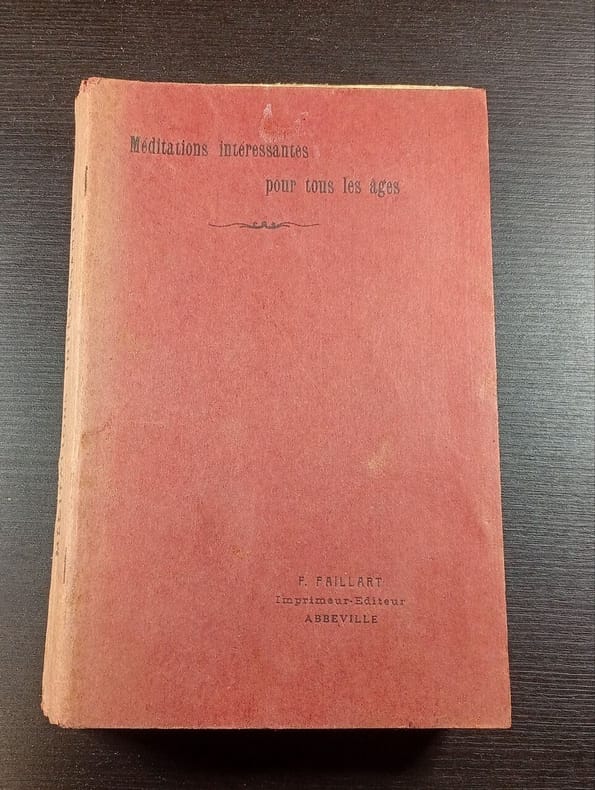 Méditations intéressantes
pour tous les âges
F. PAILLART
Imprimeur-Editeur
ABBEVILLE